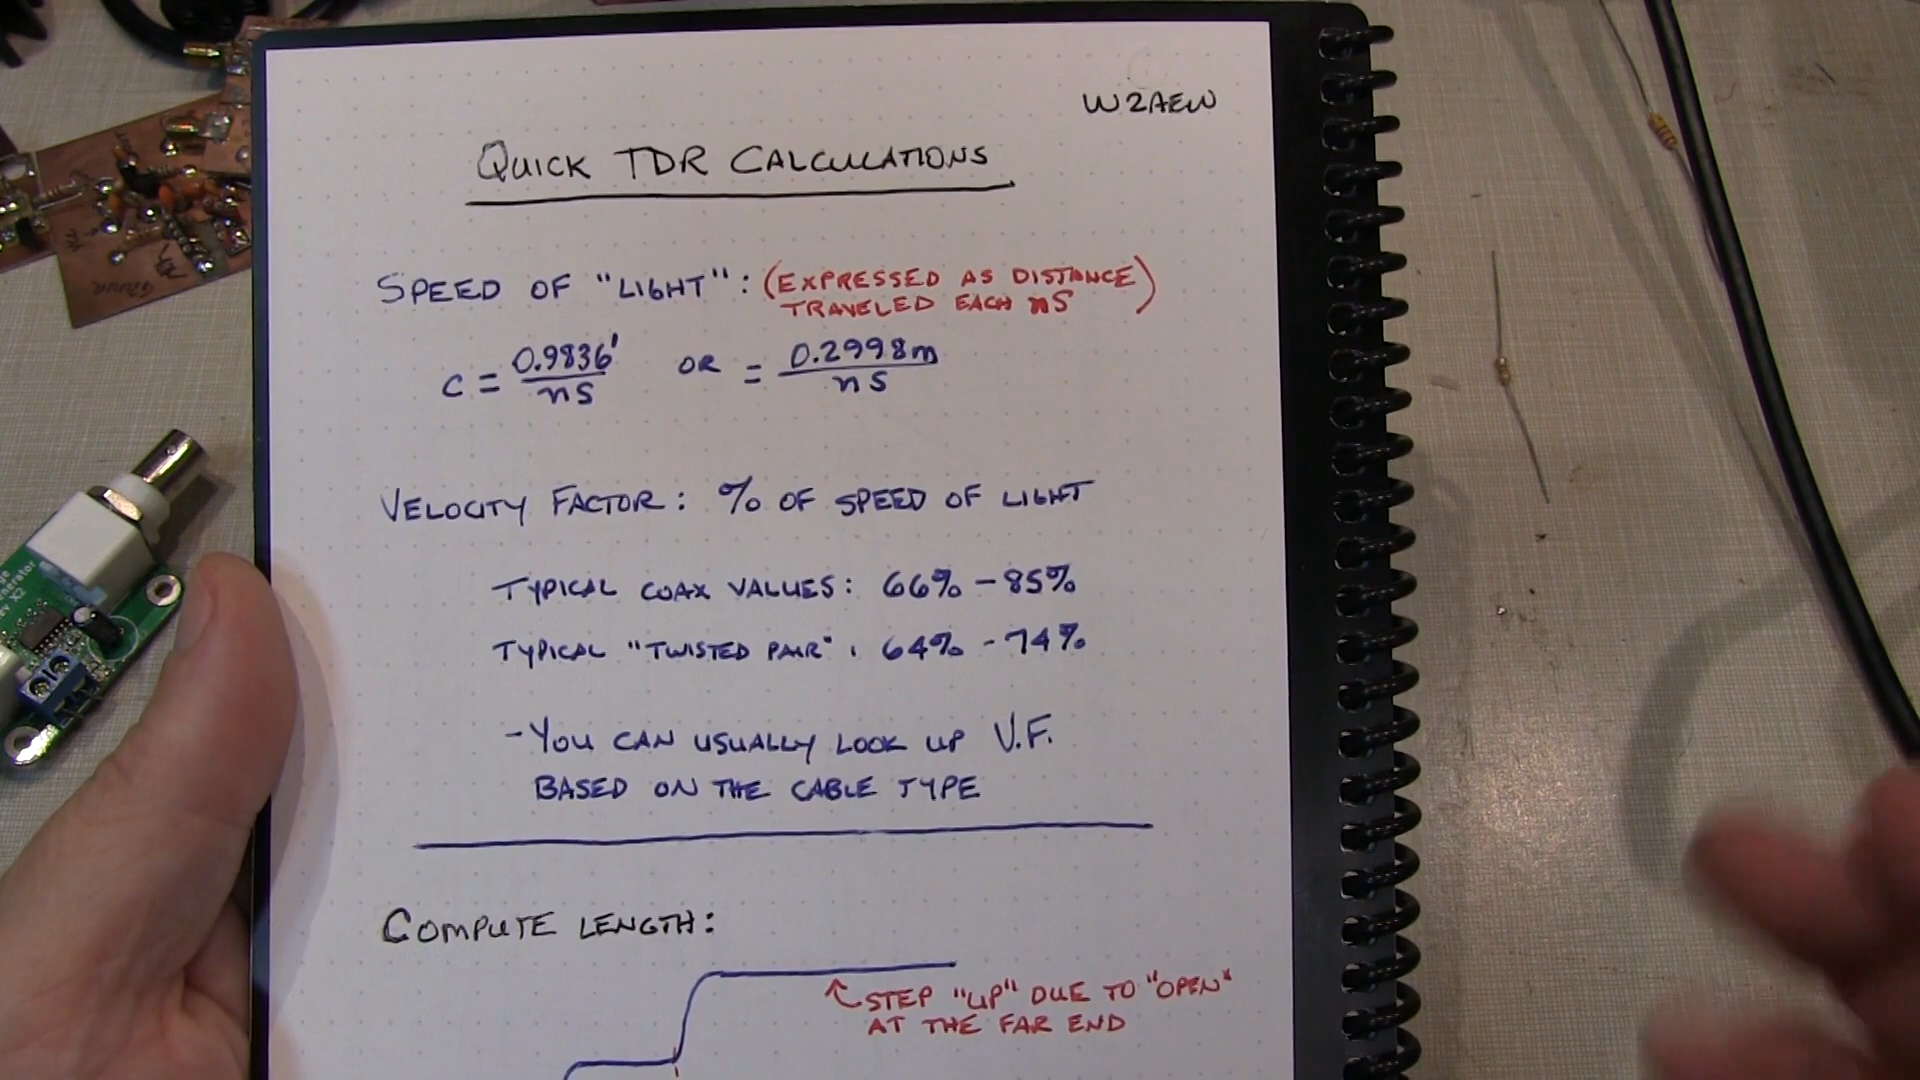 W2AEW
QUICK TDR CALCULATIONS
SPEED OF "LIGHT": (EXPRESSED AS DISTANCE
TRAVELED EACH nS)
C = 0.9836' / nS OR = 0.2998m / nS
VELOCITY FACTOR: % OF SPEED OF LIGHT
TYPICAL COAX VALUES: 66% - 85%
TYPICAL "TWISTED PAIR": 64% - 74%
- YOU CAN USUALLY LOOK UP V.F.
BASED ON THE CABLE TYPE
COMPUTE LENGTH:
STEP "UP" DUE TO "OPEN"
AT THE FAR END